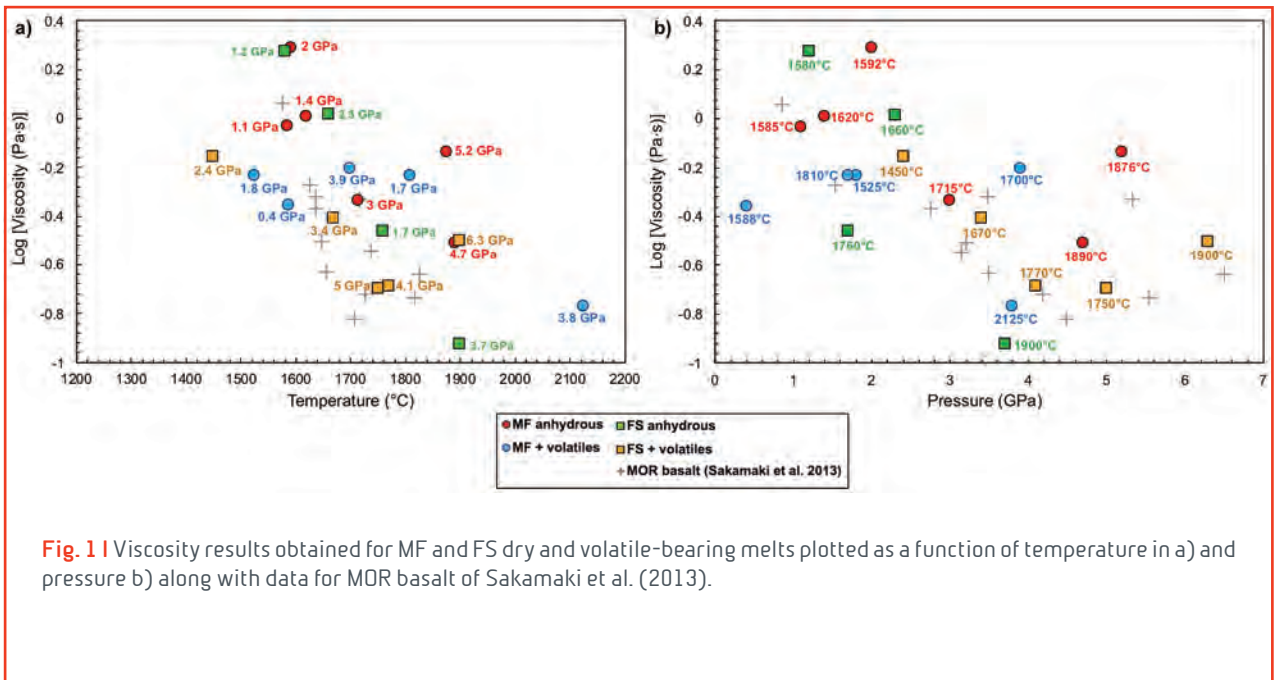 a)
0.4
0.2
0
-0.2
-0.4
-0.6
-0.8
-1
Log [Viscosity (Pa·s)]
1.2 GPa
2 GPa
1.4 GPa
1.1 GPa
2.3 GPa
5.2 GPa
2.4 GPa
1.8 GPa
3.9 GPa
1.7 GPa
0.4 GPa
3 GPa
3.4 GPa
1.7 GPa
6.3 GPa
4.7 GPa
5 GPa
4.1 GPa
3.8 GPa
3.7 GPa
1200 1300 1400 1500 1600 1700 1800 1900 2000 2100 2200
Temperature (°C)
b)
0.4
0.2
0
-0.2
-0.4
-0.6
-0.8
-1
Log [Viscosity (Pa·s)]
1580°C
1592°C
1585°C
1620°C
1660°C
1876°C
1450°C
1810°C
1525°C
1700°C
1588°C
1715°C
1760°C
1670°C
1890°C
1900°C
1770°C
1750°C
2125°C
1900°C
0 1 2 3 4 5 6 7
Pressure (GPa)
MF anhydrous FS anhydrous
MF + volatiles FS + volatiles
MOR basalt (Sakamaki et al. 2013)
Fig. 1 I Viscosity results obtained for MF and FS dry and volatile-bearing melts plotted as a function of temperature in a) and
pressure b) along with data for MOR basalt of Sakamaki et al. (2013).